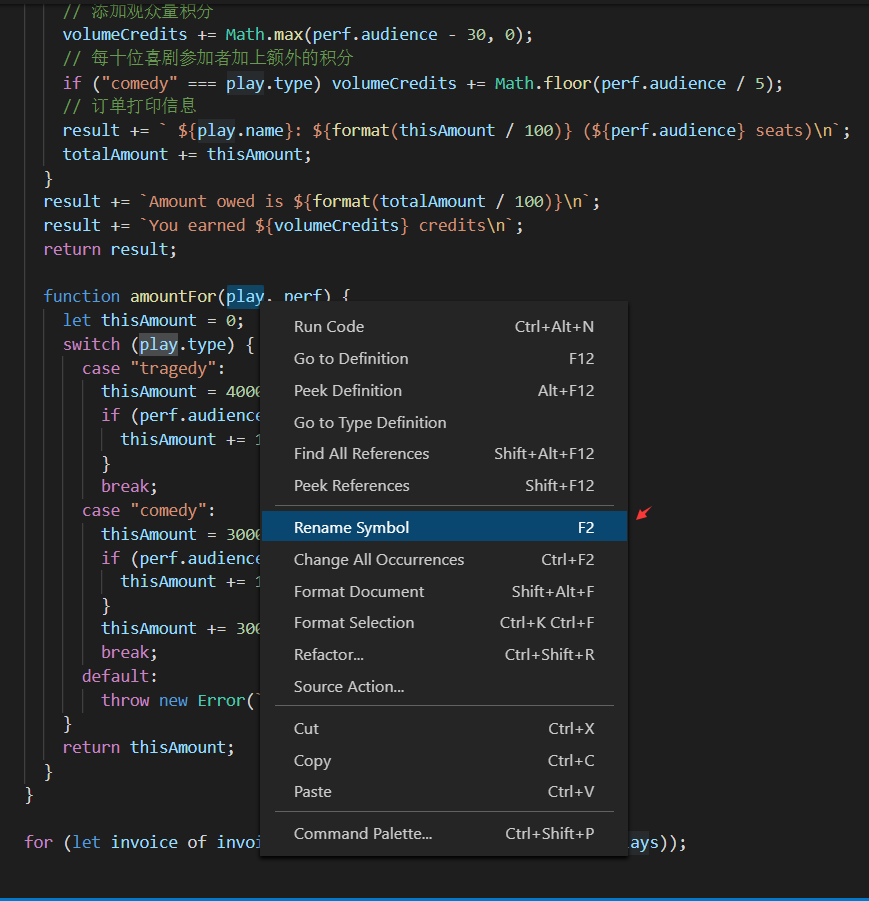 // 添加观众量积分
volumeCredits += Math.max(perf.audience - 30, 0);
// 每十位喜剧参加者加上额外的积分
if ("comedy" === play.type) volumeCredits += Math.floor(perf.audience / 5);
// 订单打印信息
result += ` ${play.name}: ${format(thisAmount / 100)} (${perf.audience} seats)\n`;
totalAmount += thisAmount;
}
result += `Amount owed is ${format(totalAmount / 100)}\n`;
result += `You earned ${volumeCredits} credits\n`;
return result;
function amountFor(play, perf) {
let thisAmount = 0;
switch (play.type) {
case "tragedy":
thisAmount = 4000
if (perf.audience
thisAmount += 1
}
break;
case "comedy":
thisAmount = 3000
if (perf.audience
thisAmount += 1
}
thisAmount += 300
break;
default:
throw new Error(`
}
return thisAmount;
}
}
for (let invoice of invoi
ays));
Run Code Ctrl+Alt+N
Go to Definition F12
Peek Definition Alt+F12
Go to Type Definition
Find All References Shift+Alt+F12
Peek References Shift+F12
Rename Symbol F2
Change All Occurrences Ctrl+F2
Format Document Shift+Alt+F
Format Selection Ctrl+K Ctrl+F
Refactor... Ctrl+Shift+R
Source Action...
Cut Ctrl+X
Copy Ctrl+C
Paste Ctrl+V
Command Palette... Ctrl+Shift+P